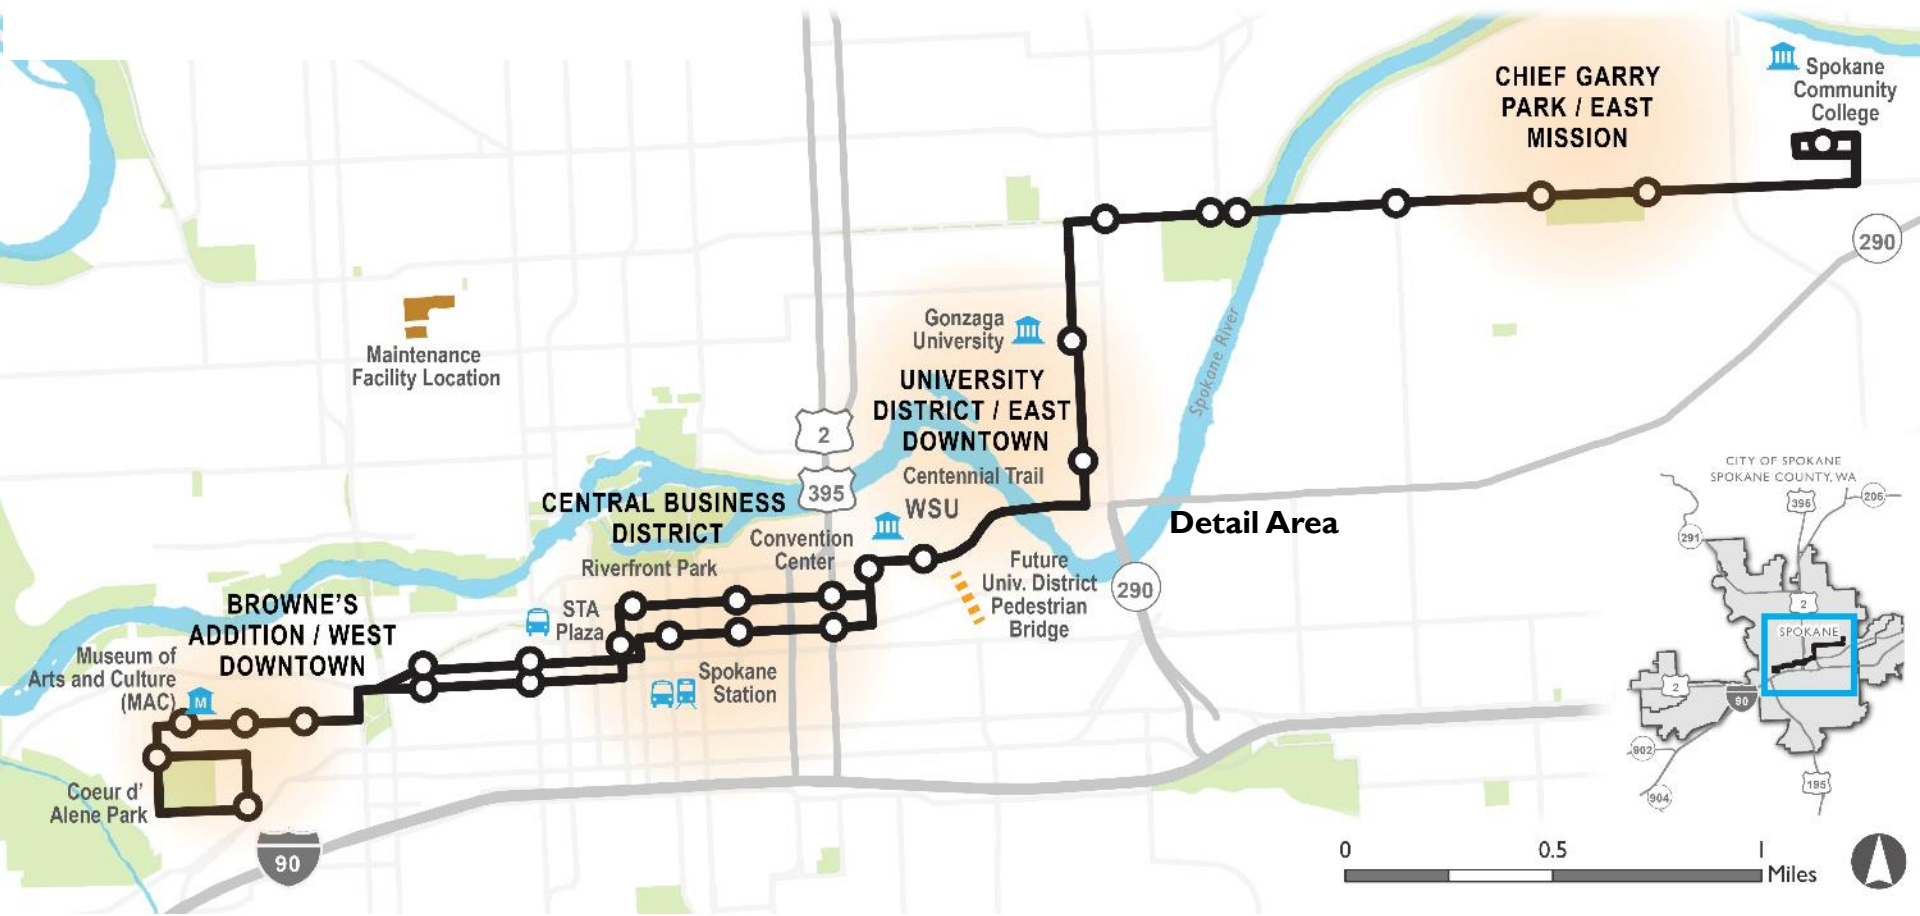 CHIEF GARRY
PARK / EAST
MISSION
Spokane
Community
College
290
Gonzaga
University
Spokane River
Maintenance
Facility Location
UNIVERSITY
DISTRICT / EAST
DOWNTOWN
2
395
Centennial Trail
WSU
CENTRAL BUSINESS
DISTRICT
Convention
Center
Riverfront Park
Detail Area
Future
Univ. District
Pedestrian
Bridge
290
STA
Plaza
BROWNE'S
ADDITION / WEST
DOWNTOWN
Museum of
Arts and Culture
(MAC)
M
Spokane
Station
Coeur d'
Alene Park
90
CITY OF SPOKANE
SPOKANE COUNTY, WA
395
206
291
2
SPOKANE
2
90
902
904
195
0
0.5
1
Miles